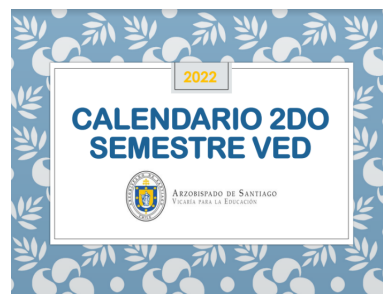 2022
CALENDARIO 2DO
SEMESTRE VED
ARZOBISPADO DE SANTIAGO
VICARÍA PARA LA EDUCACIÓN